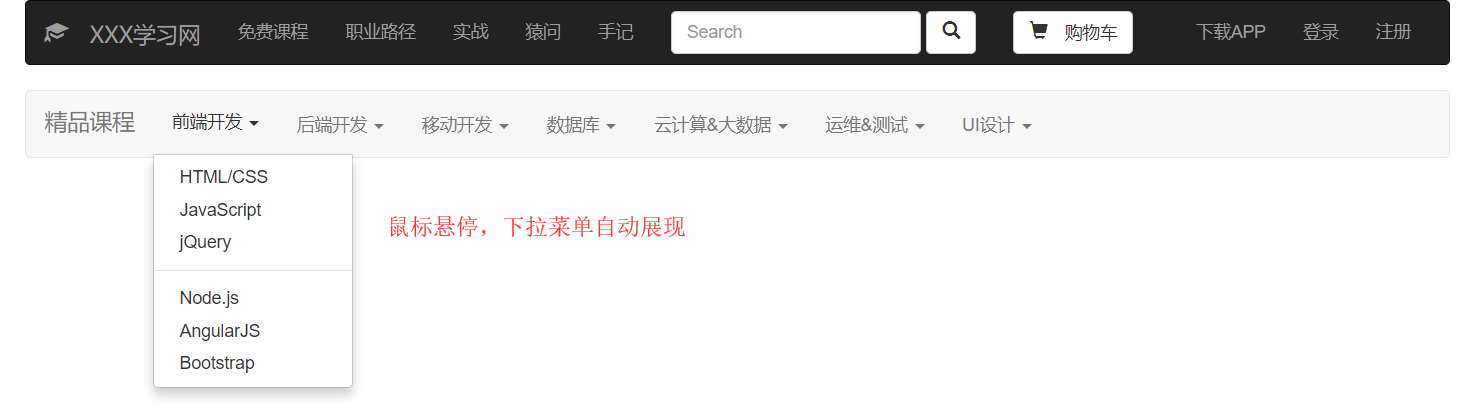 XXX学习网 免费课程 职业路径 实战 猿问 手记 Search 购物车 下载APP 登录 注册
精品课程 前端开发 后端开发 移动开发 数据库 云计算&大数据 运维&测试 UI设计
HTML/CSS
JavaScript
鼠标悬停，下拉菜单自动展现
jQuery
Node.js
AngularJS
Bootstrap